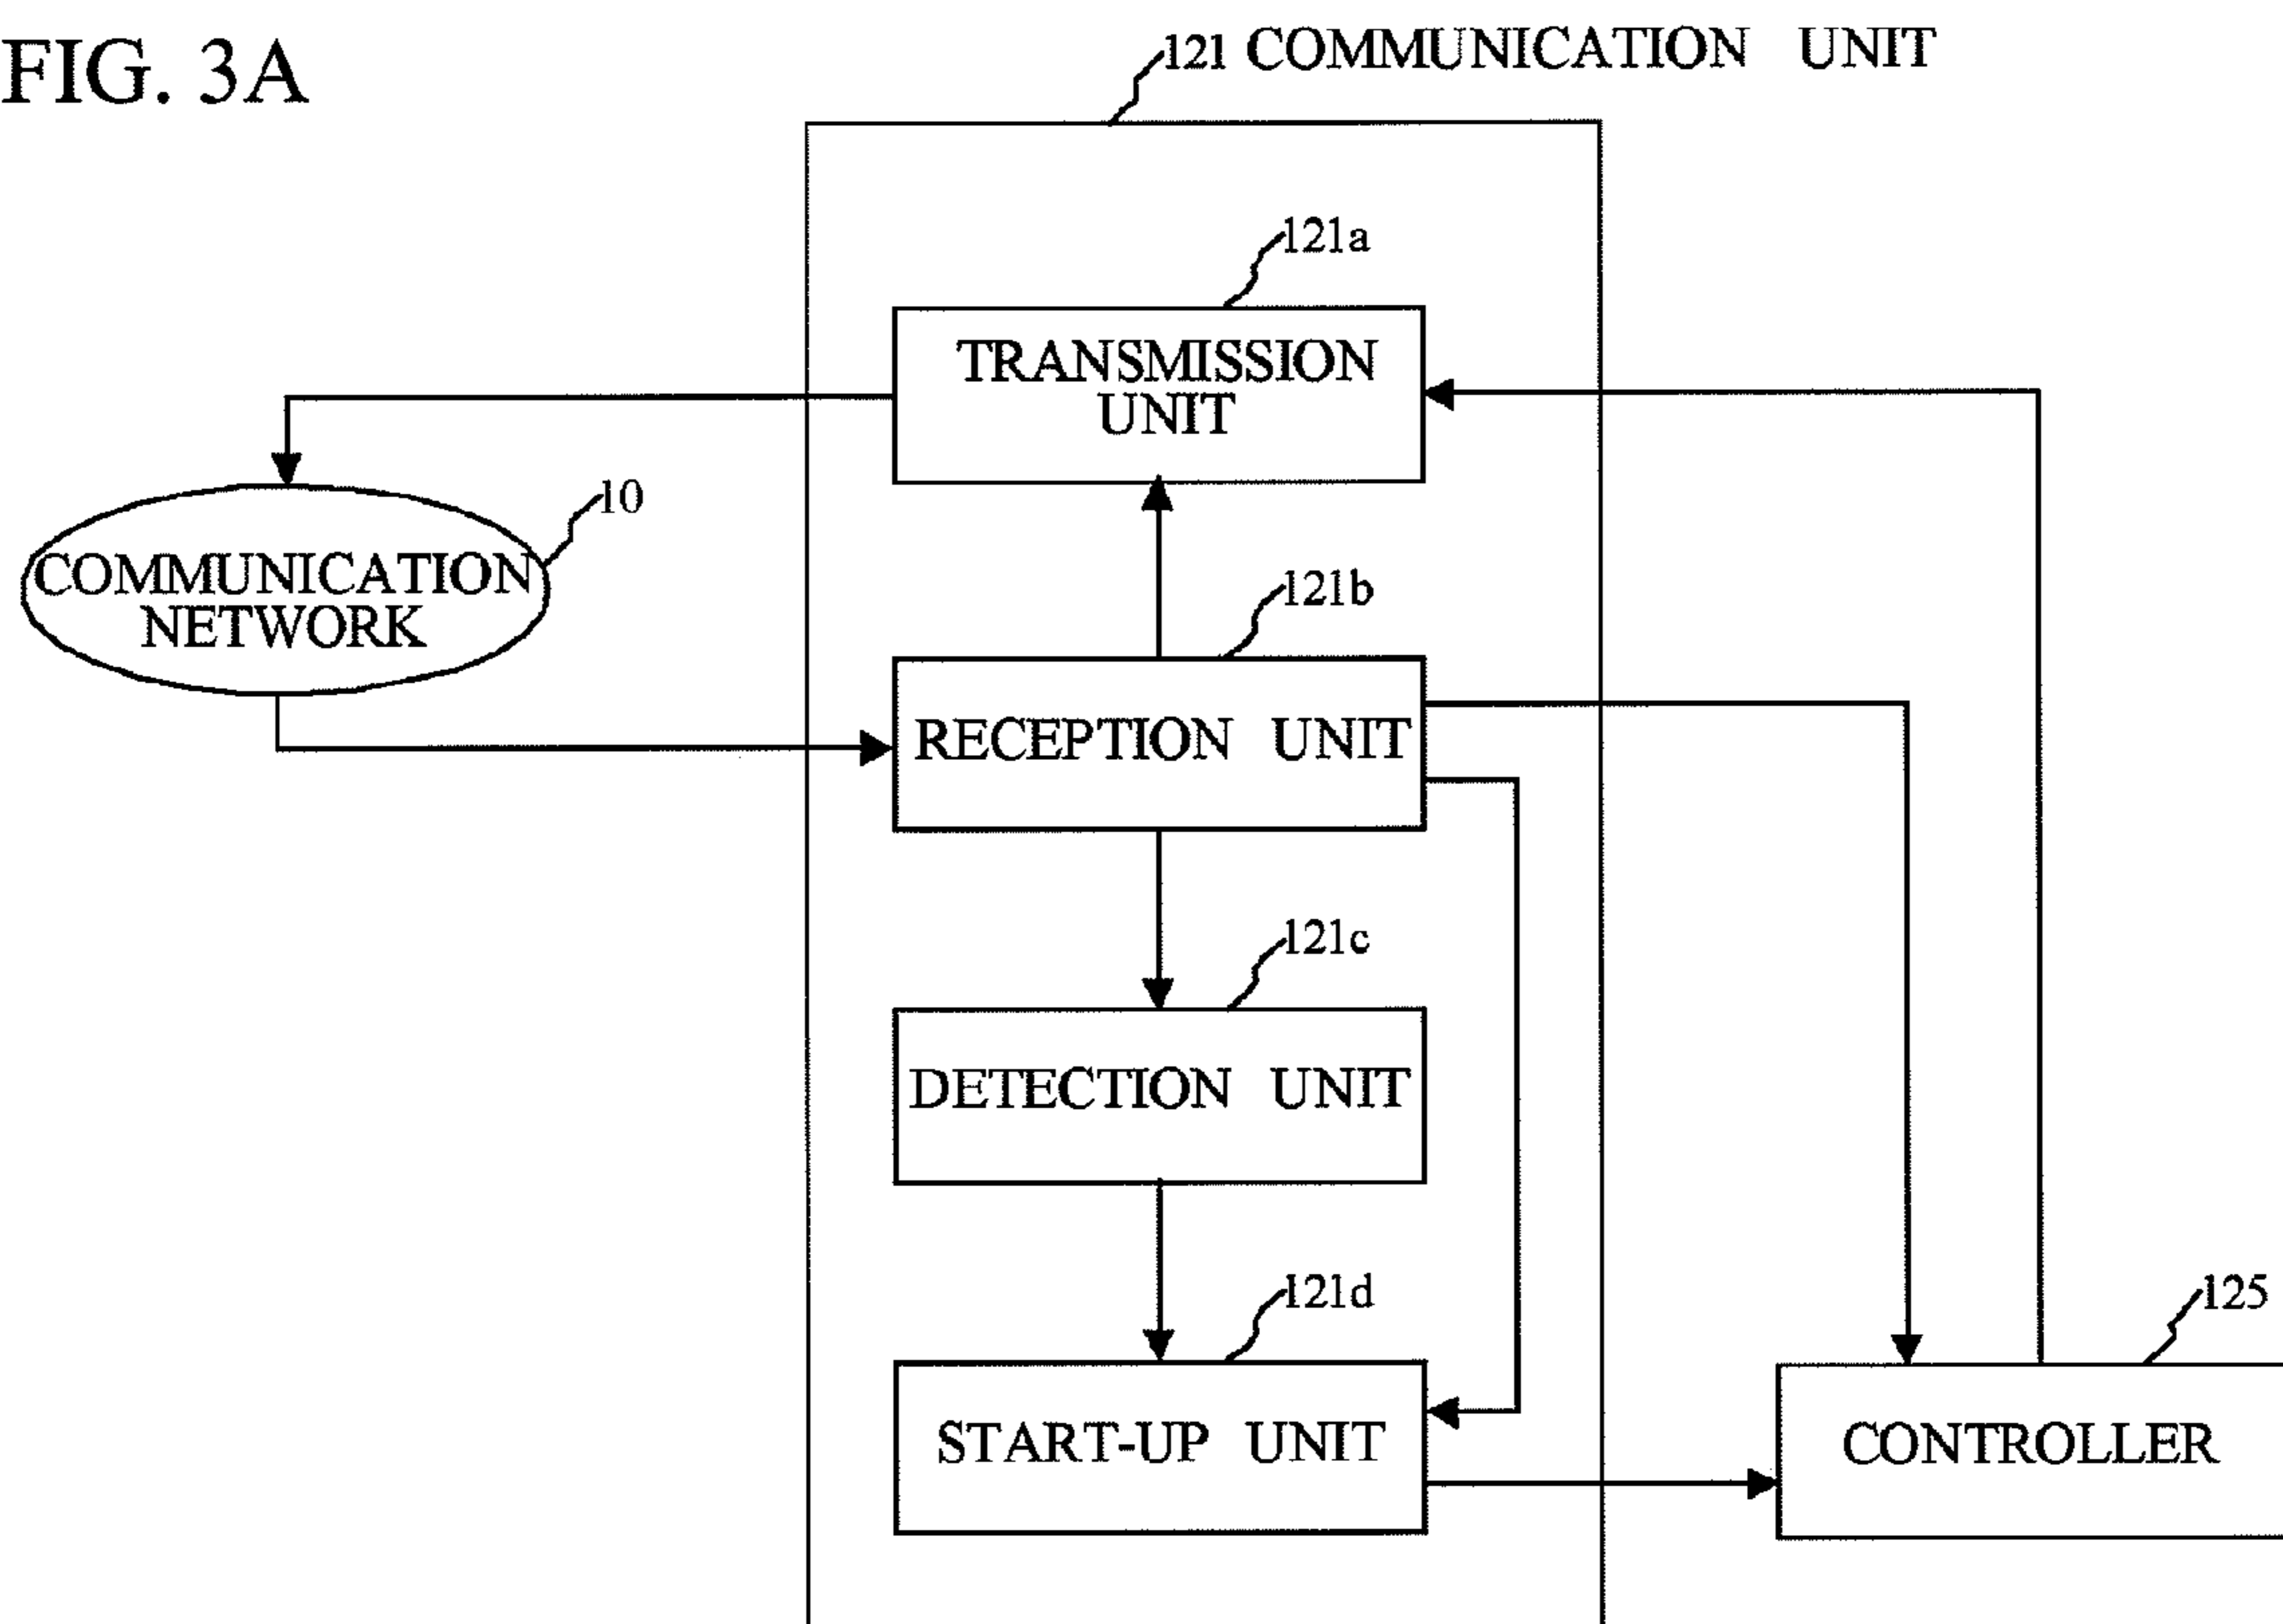 FIG. 3A
121 COMMUNICATION UNIT
121a
TRANSMISSION
UNIT
10
COMMUNICATION
NETWORK
121b
RECEPTION UNIT
121c
DETECTION UNIT
121d
START-UP UNIT
125
CONTROLLER